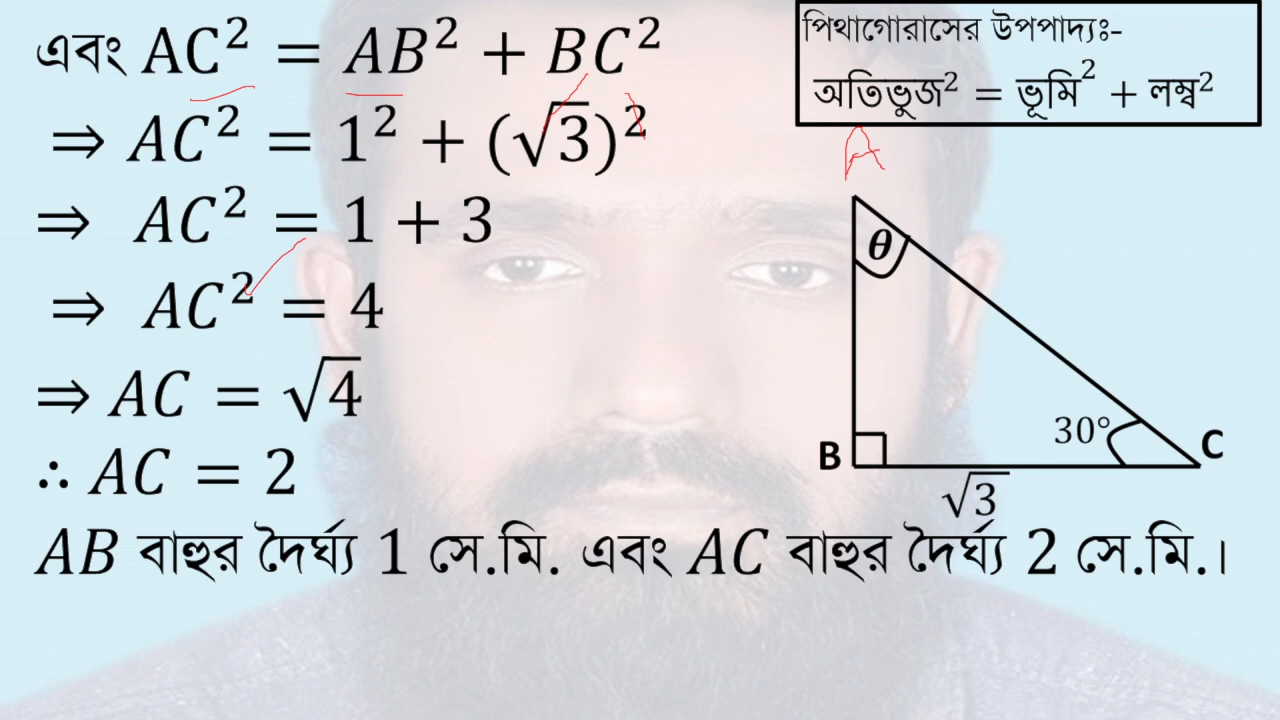 এবং AC² = AB² + BC²
⇒ AC² = 1² + (√3)²
⇒ AC² = 1 + 3
⇒ AC² = 4
⇒ AC = √4
∴ AC = 2
AB বাহুর দৈর্ঘ্য 1 সে.মি. এবং AC বাহুর দৈর্ঘ্য 2 সে.মি.।
পিথাগোরাসের উপপাদ্যঃ-
অতিভুজ² = ভূমি² + লম্ব²
A
θ
30°
B
C
√3